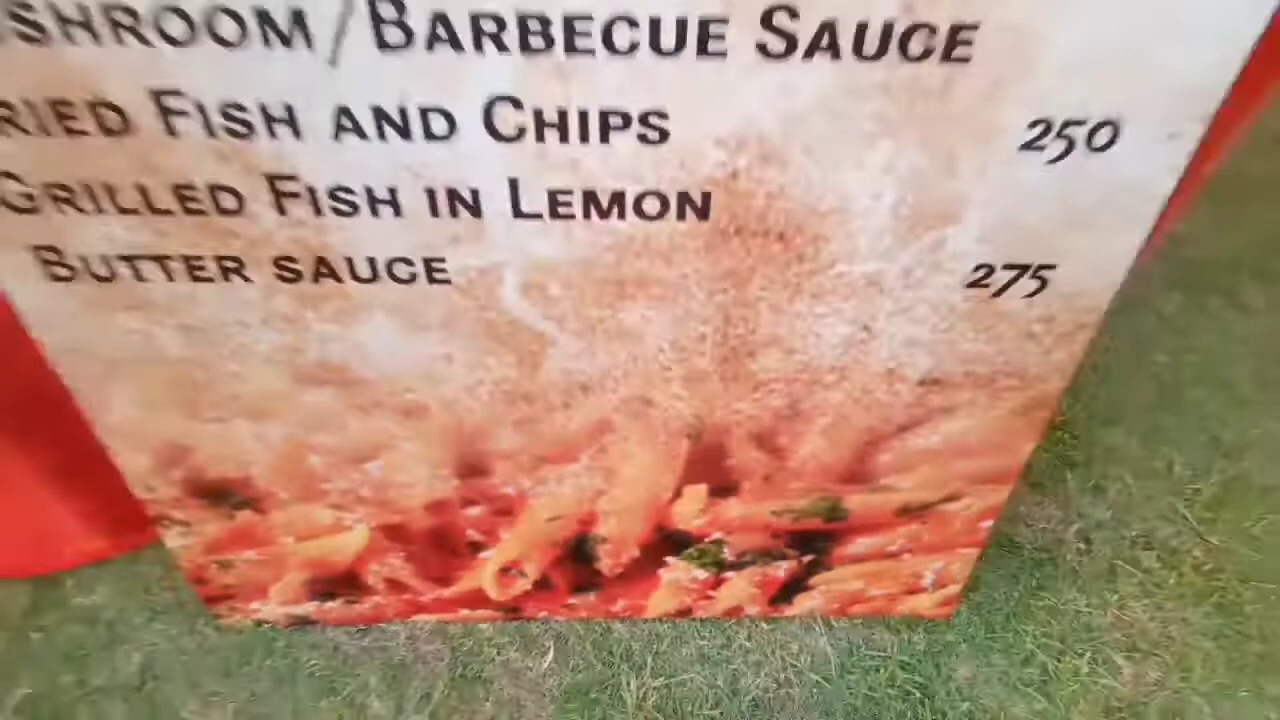 SHROOM/BARBECUE SAUCE
RIED FISH AND CHIPS 250
GRILLED FISH IN LEMON
BUTTER SAUCE 275